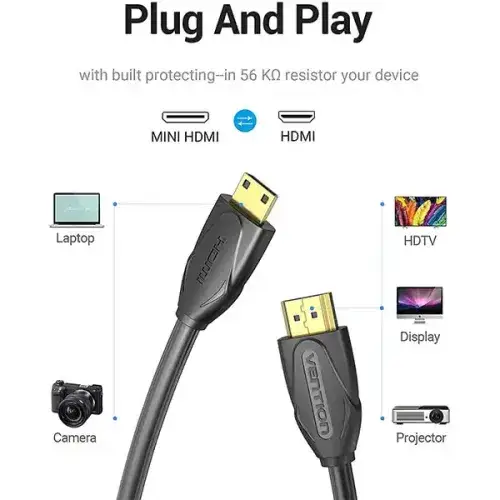 Plug And Play
with built protecting--in 56 KΩ resistor your device
MINI HDMI
HDMI
Laptop
HDTV
HDMI
Display
VENTION
Camera
Projector